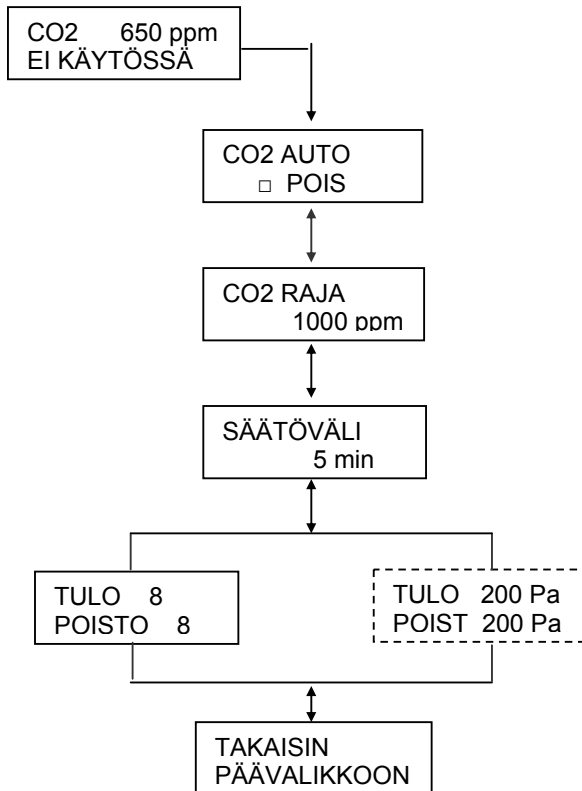 CO2 650 ppm
EI KÄYTÖSSÄ
CO2 AUTO
□ POIS
CO2 RAJA
1000 ppm
SÄÄTÖVÄLI
5 min
TULO 8
POISTO 8
TULO 200 Pa
POIST 200 Pa
TAKAISIN
PÄÄVALIKKOON